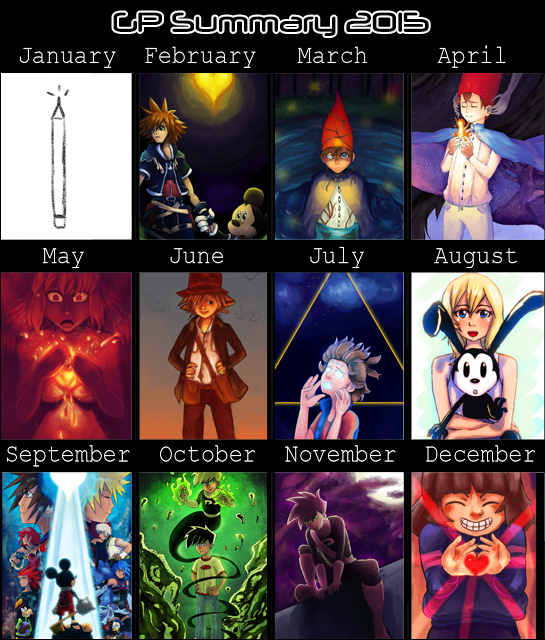 GP Summary 2015
January February March April
May June July August
September October November December